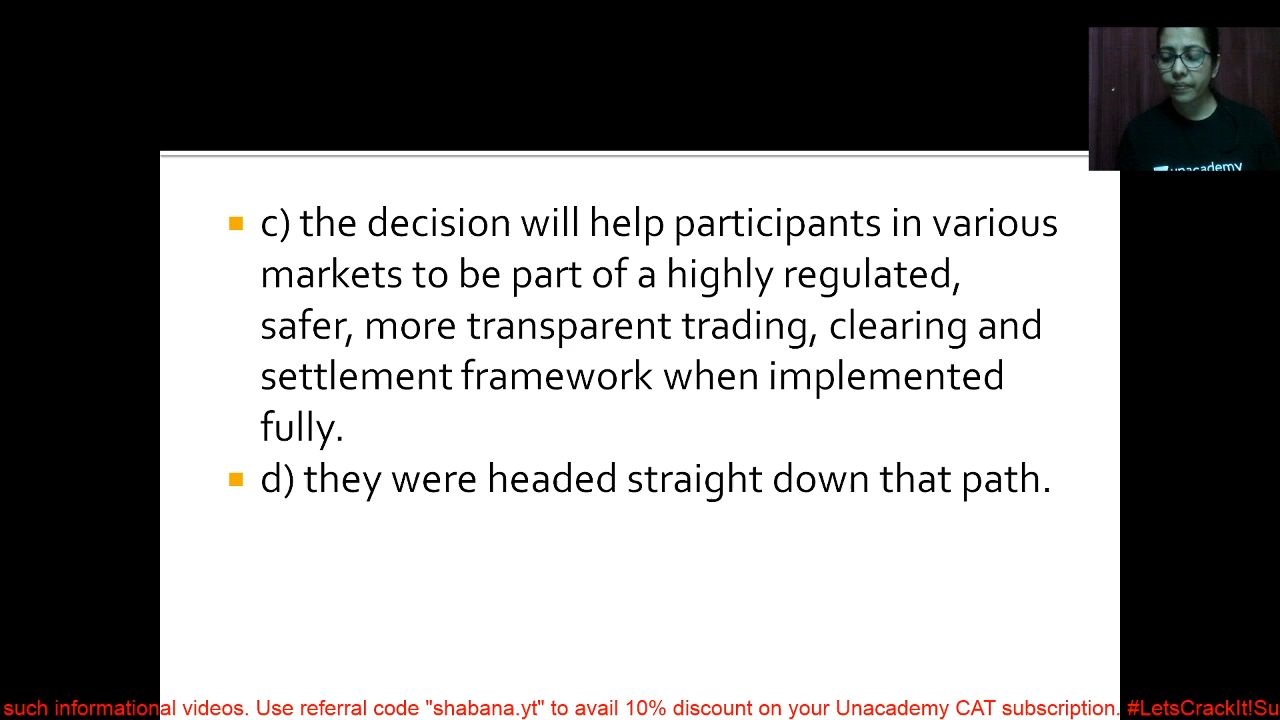 unacademy
c) the decision will help participants in various
markets to be part of a highly regulated,
safer, more transparent trading, clearing and
settlement framework when implemented
fully.
d) they were headed straight down that path.
such informational videos. Use referral code "shabana.yt" to avail 10% discount on your Unacademy CAT subscription. #LetsCrackIt!Su